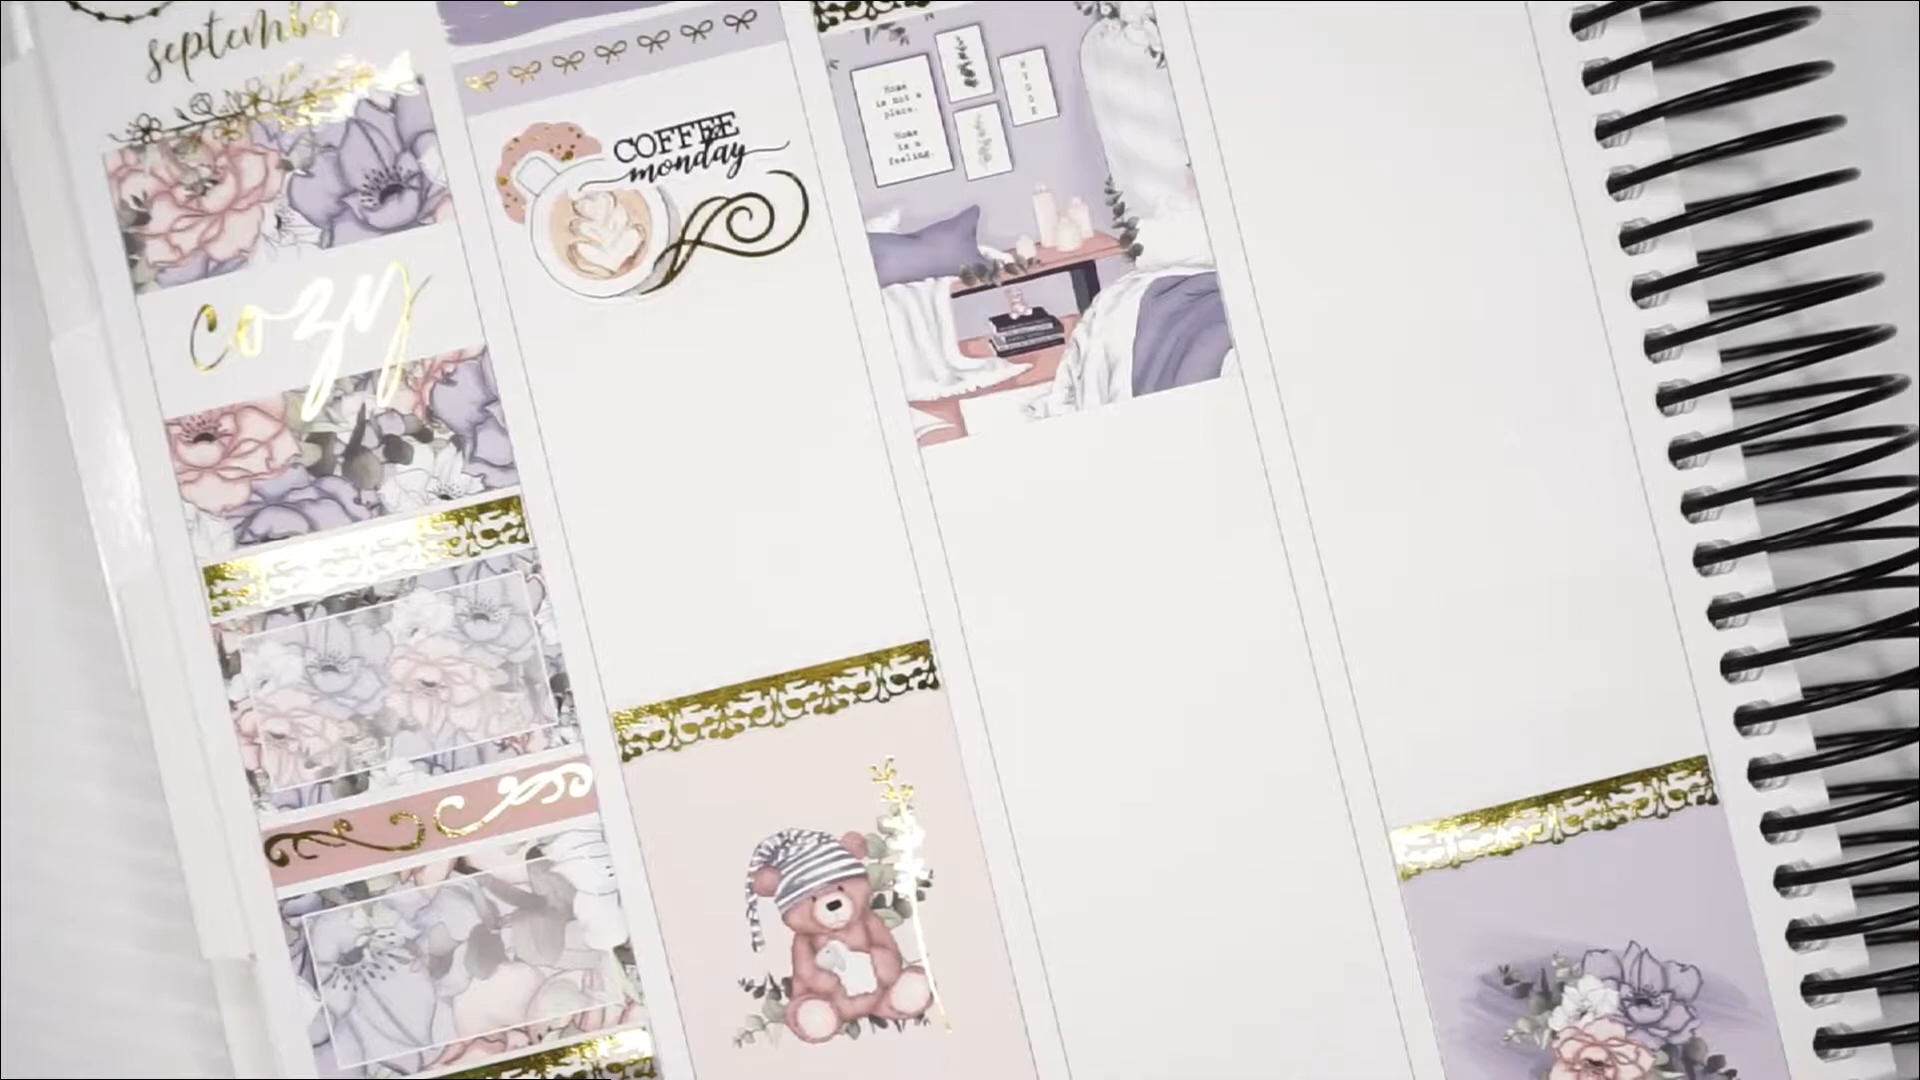 september
cozy
COFFEE
monday
Home
is not a
place.
Home
is a
feeling.
H
Y
G
G
E